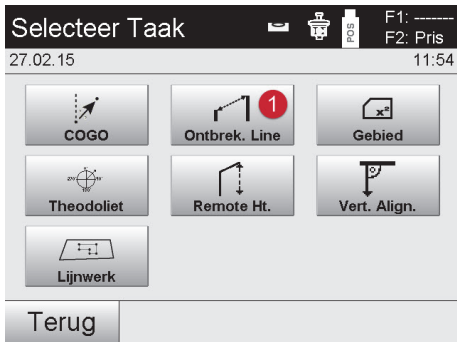 Selecteer Taak
POS
F1: -------
F2: Pris
27.02.15
11:54
COGO
1
Ontbrek. Line
x²
Gebied
Theodoliet
Remote Ht.
Vert. Align.
Lijnwerk
Terug